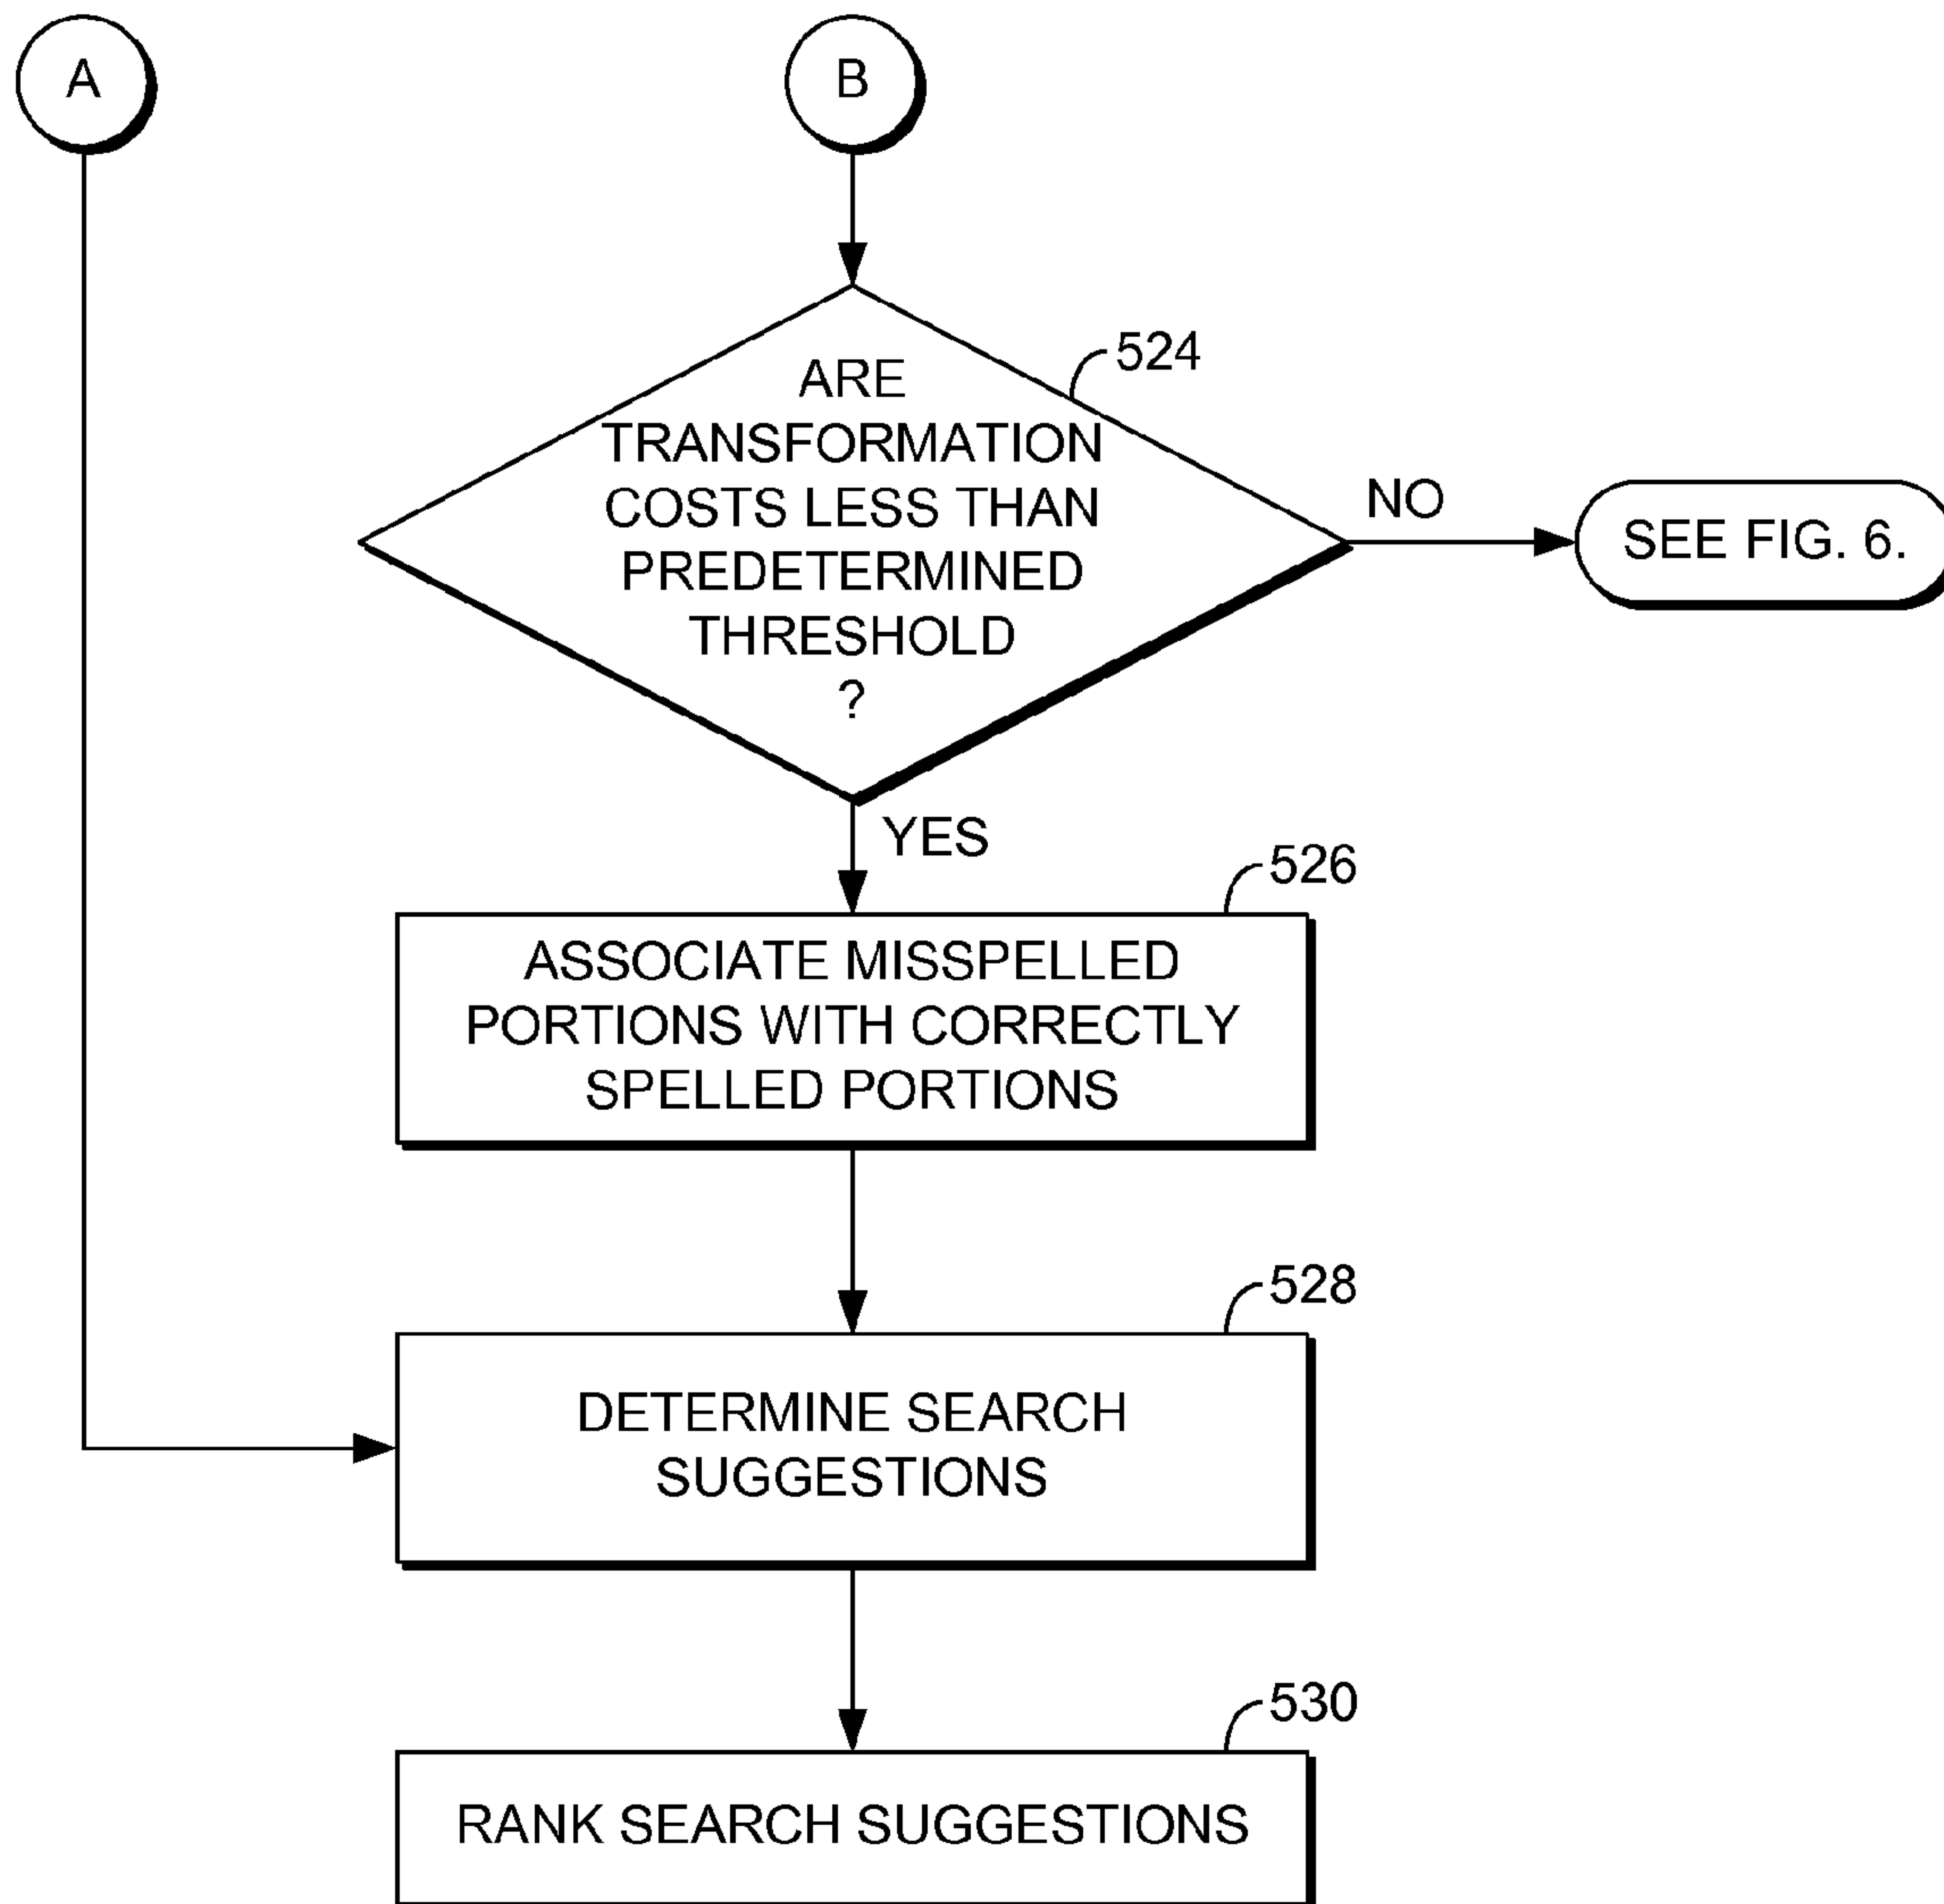 A
B
ARE
TRANSFORMATION
COSTS LESS THAN
PREDETERMINED
THRESHOLD
?
524
NO
SEE FIG. 6.
YES
526
ASSOCIATE MISSPELLED
PORTIONS WITH CORRECTLY
SPELLED PORTIONS
528
DETERMINE SEARCH
SUGGESTIONS
530
RANK SEARCH SUGGESTIONS